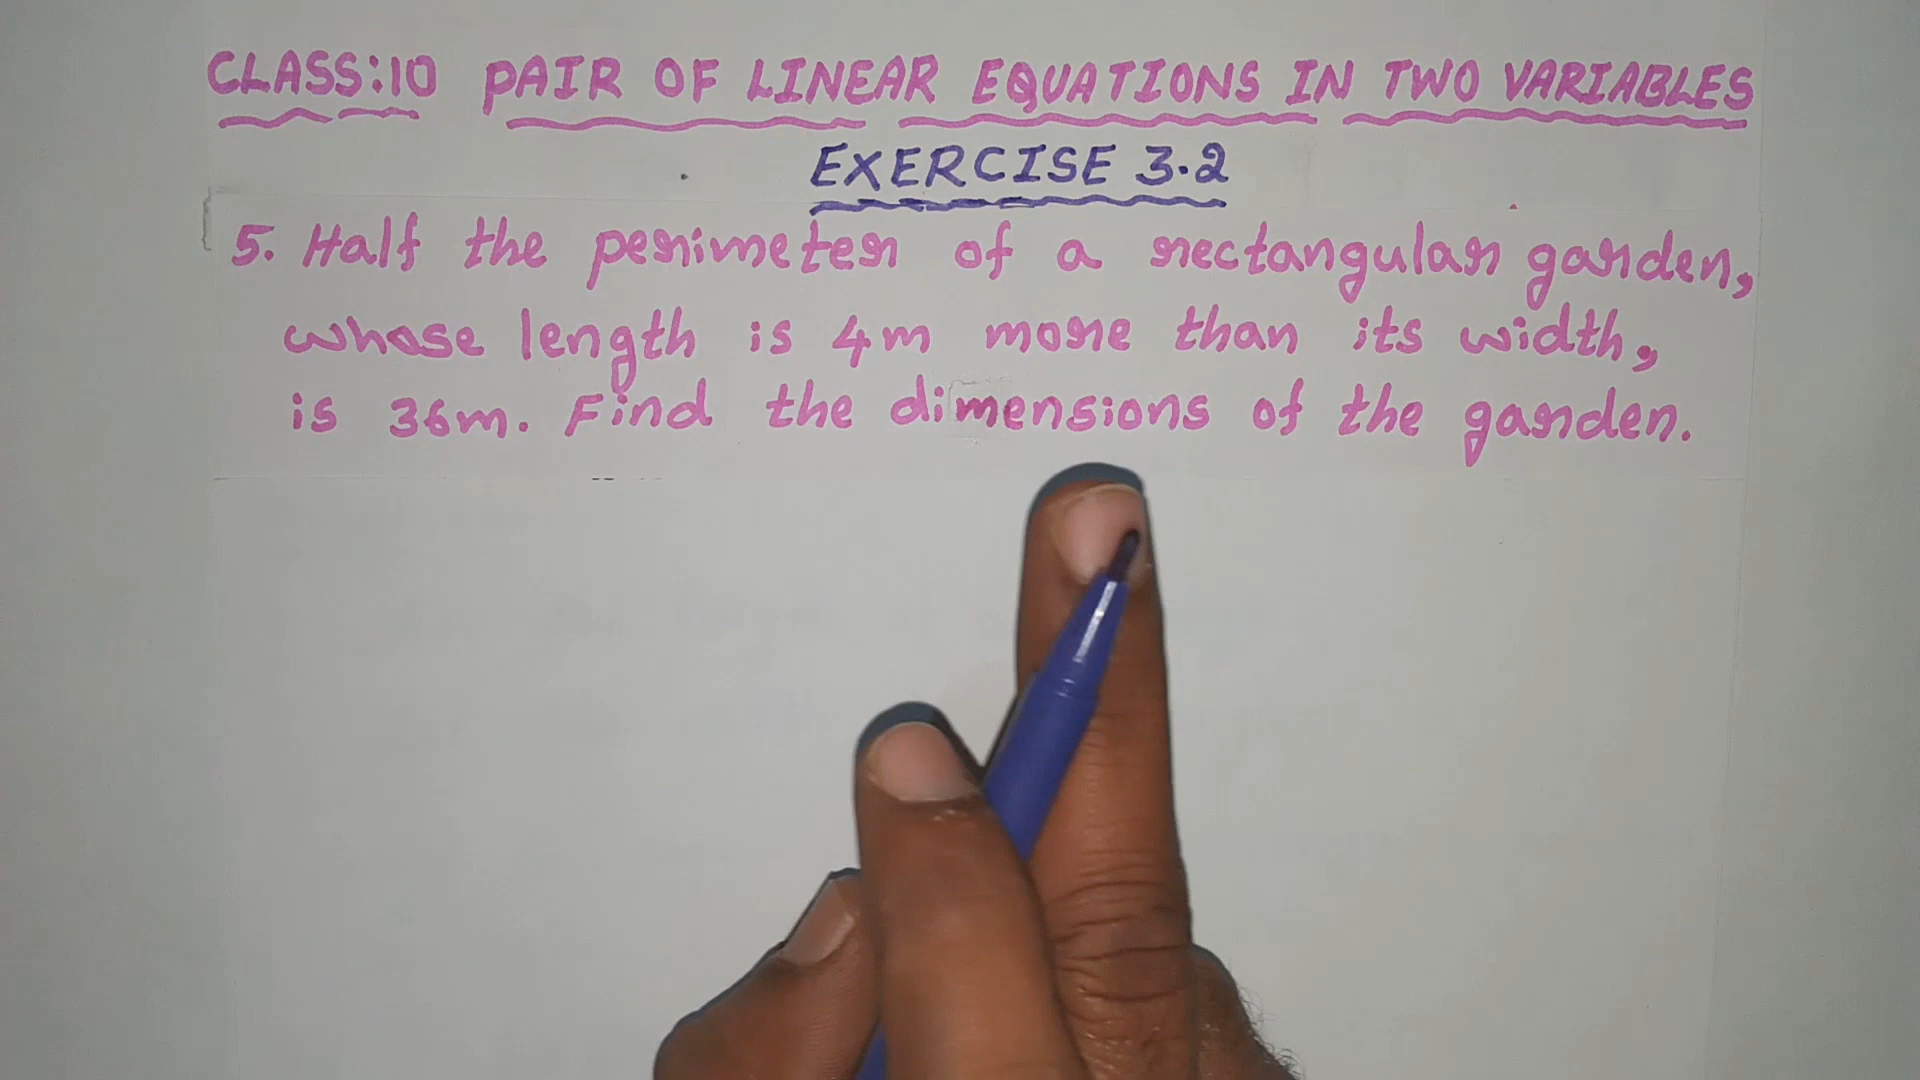 CLASS:10 PAIR OF LINEAR EQUATIONS IN TWO VARIABLES
EXERCISE 3.2
5. Half the perimeter of a rectangular garden,
whose length is 4m more than its width,
is 36m. Find the dimensions of the garden.